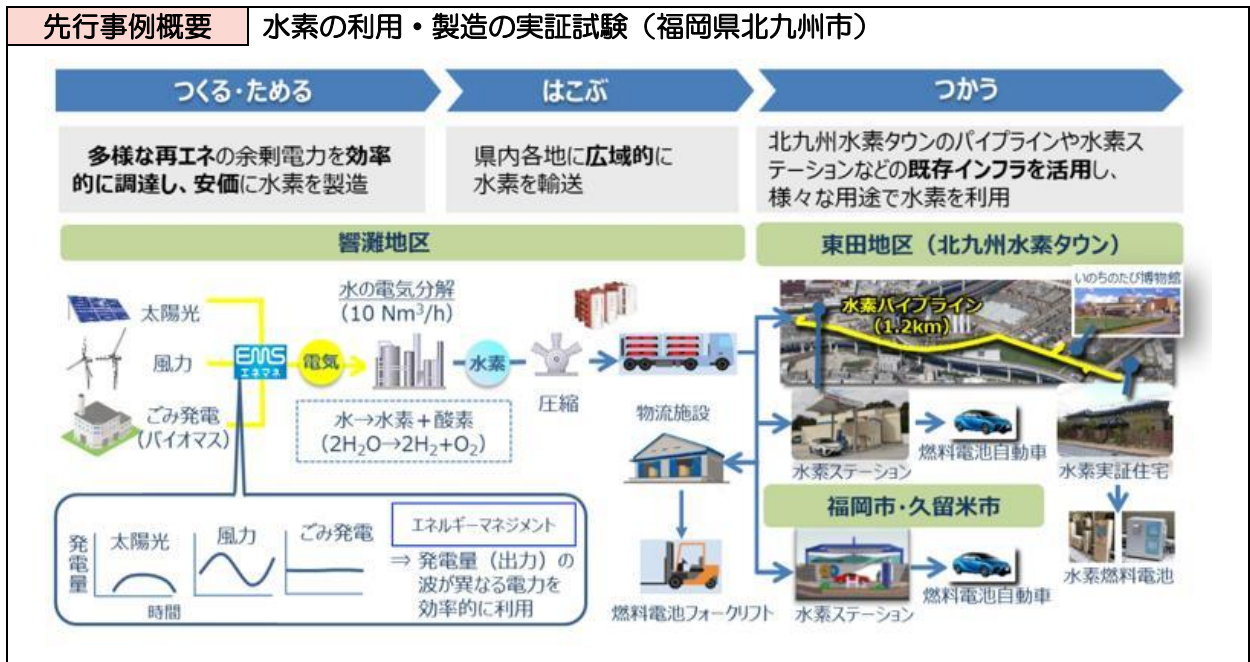 先行事例概要　水素の利用・製造の実証試験（福岡県北九州市）
つくる・ためる
はこぶ
つかう
多様な再エネの余剰電力を効率
的に調達し、安価に水素を製造
県内各地に広域的に
水素を輸送
北九州水素タウンのパイプラインや水素ス
テーションなどの既存インフラを活用し、
様々な用途で水素を利用
響灘地区
東田地区（北九州水素タウン）
太陽光
風力
ごみ発電
(バイオマス)
EMS
エネマネ
電気
水の電気分解
(10 Nm³/h)
水→水素＋酸素
(2H₂O→2H₂+O₂)
水素
圧縮
物流施設
燃料電池フォークリフト
いのちのたび博物館
水素パイプライン
(1.2km)
水素ステーション
燃料電池自動車
水素実証住宅
水素燃料電池
福岡市・久留米市
水素ステーション
燃料電池自動車
発電量
太陽光
風力
ごみ発電
時間
エネルギーマネジメント
⇒ 発電量（出力）の
波が異なる電力を
効率的に利用